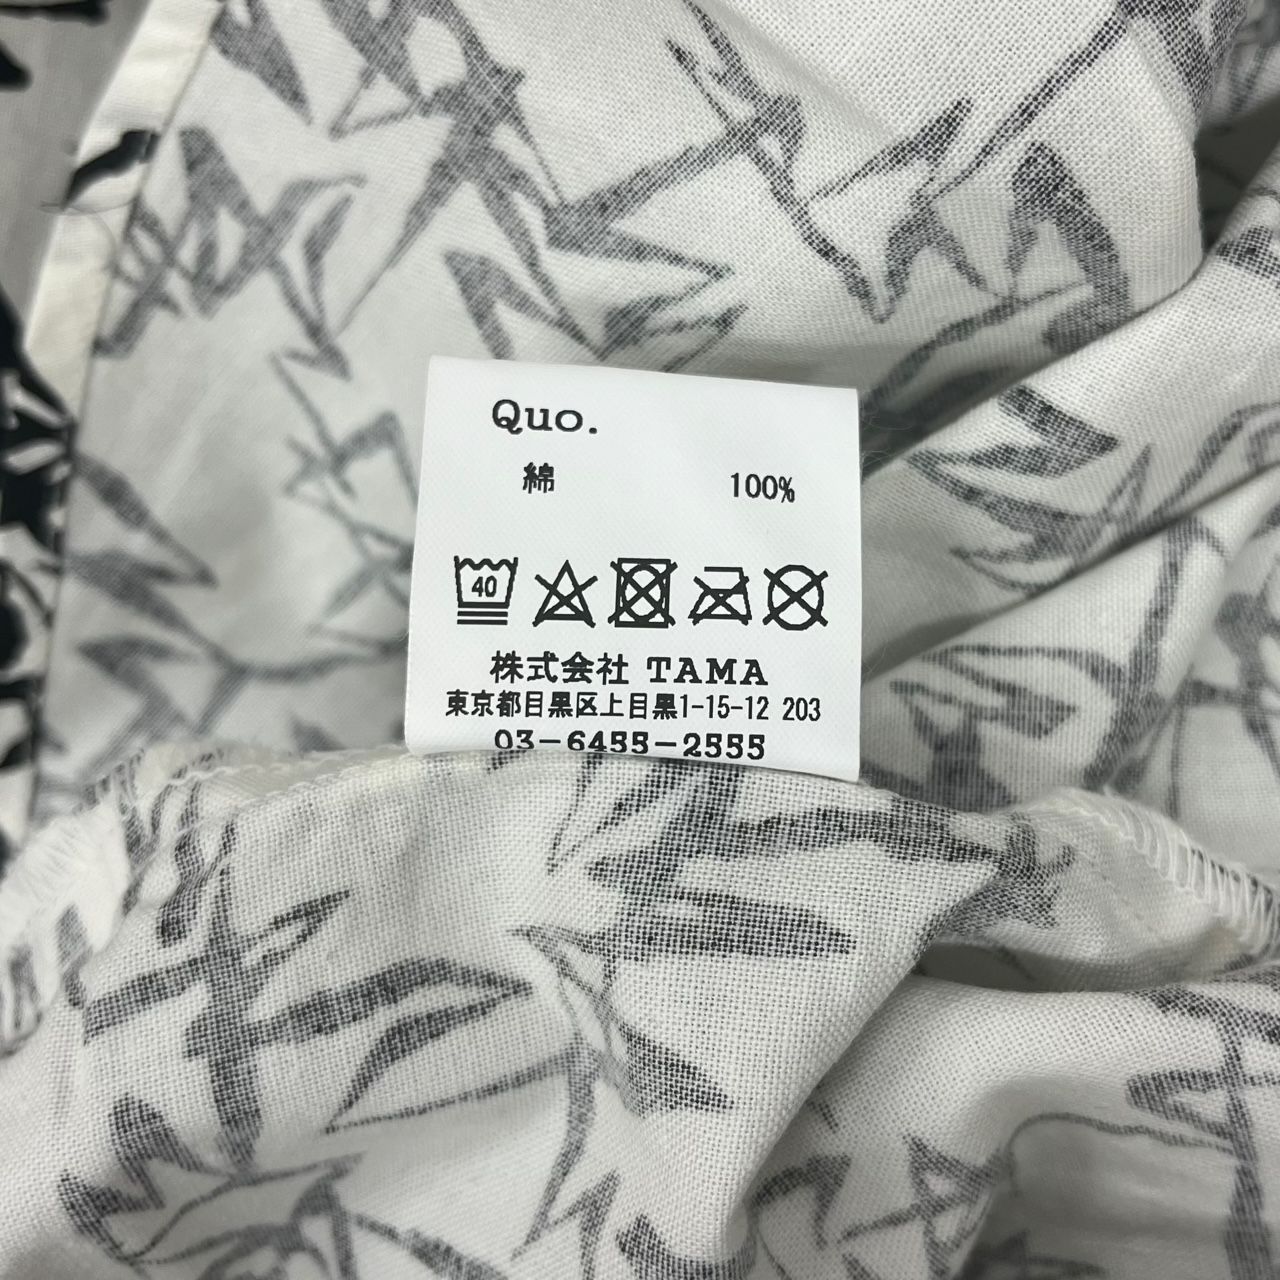 Quo.
綿 100%
40
株式会社 TAMA
東京都目黒区上目黒1-15-12 203
03-6455-2555